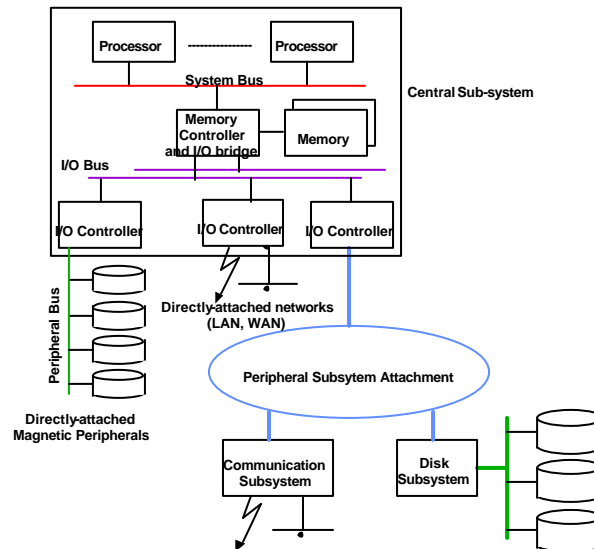 Processor
Processor
System Bus
Central Sub-system
Memory
Controller
and I/O bridge
Memory
I/O Bus
I/O Controller
I/O Controller
I/O Controller
Peripheral Bus
Directly-attached networks
(LAN, WAN)
Peripheral Subsytem Attachment
Directly-attached
Magnetic Peripherals
Communication
Subsystem
Disk
Subsystem